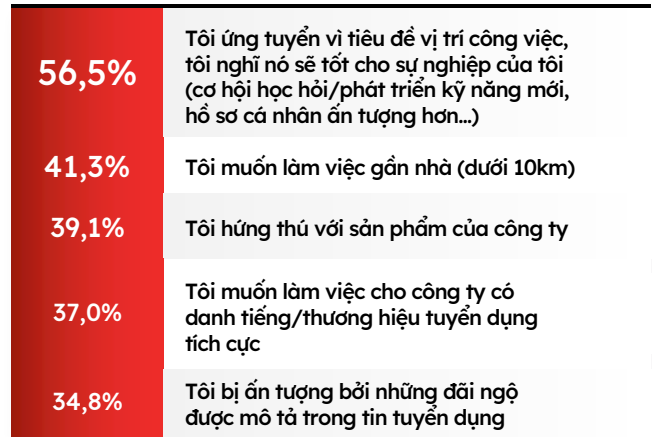 56,5%
Tôi ứng tuyển vì tiêu đề vị trí công việc,
tôi nghĩ nó sẽ tốt cho sự nghiệp của tôi
(cơ hội học hỏi/phát triển kỹ năng mới,
hồ sơ cá nhân ấn tượng hơn...)
41,3%
Tôi muốn làm việc gần nhà (dưới 10km)
39,1%
Tôi hứng thú với sản phẩm của công ty
37,0%
Tôi muốn làm việc cho công ty có
danh tiếng/thương hiệu tuyển dụng
tích cực
34,8%
Tôi bị ấn tượng bởi những đãi ngộ
được mô tả trong tin tuyển dụng